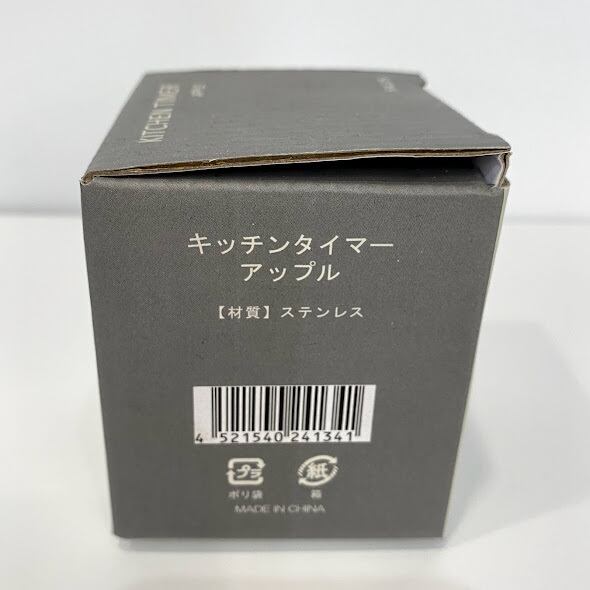 KITCHEN TIMER
キッチンタイマー
アップル
【材質】ステンレス
4 521540 241341
プラ
紙
ポリ袋
箱
MADE IN CHINA